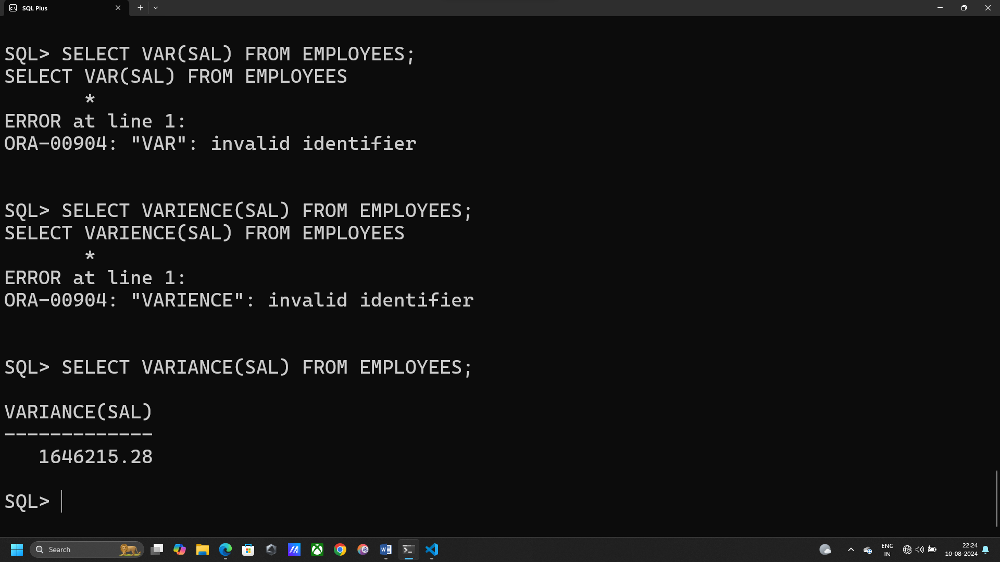 SQL Plus
SQL> SELECT VAR(SAL) FROM EMPLOYEES;
SELECT VAR(SAL) FROM EMPLOYEES
*
ERROR at line 1:
ORA-00904: "VAR": invalid identifier
SQL> SELECT VARIENCE(SAL) FROM EMPLOYEES;
SELECT VARIENCE(SAL) FROM EMPLOYEES
*
ERROR at line 1:
ORA-00904: "VARIENCE": invalid identifier
SQL> SELECT VARIANCE(SAL) FROM EMPLOYEES;
VARIANCE(SAL)
-------------
1646215.28
SQL>
Search
ENG
IN
22:24
10-08-2024